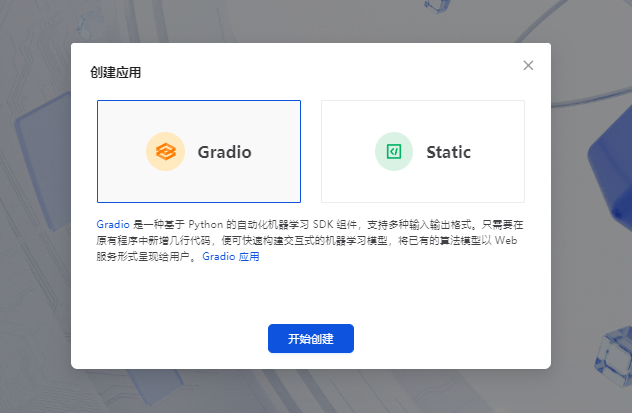 创建应用
Gradio
Static
Gradio 是一种基于 Python 的自动化机器学习 SDK 组件，支持多种输入输出格式。只需要在
原有程序中新增几行代码，便可快速构建交互式的机器学习模型，将已有的算法模型以 Web
服务形式呈现给用户。Gradio 应用
开始创建